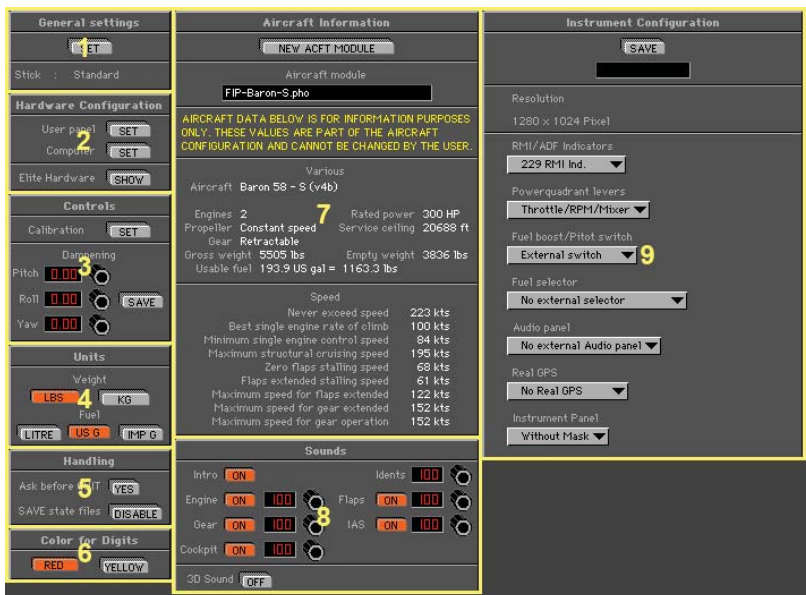 General settings
1
SET
Stick : Standard
Hardware Configuration
User panel SET
2
Computer SET
Elite Hardware SHOW
Controls
Calibration SET
Dampening
3
Pitch 0.00
Roll 0.00 SAVE
Yaw 0.00
Units
Weight
LBS 4 KG
Fuel
LITRE US G IMP G
Handling
Ask before QUIT YES
5
SAVE state files DISABLE
Color for Digits
6
RED YELLOW
Aircraft Information
NEW ACFT MODULE
Aircraft module
FIP-Baron-S.pho
AIRCRAFT DATA BELOW IS FOR INFORMATION PURPOSES
ONLY. THESE VALUES ARE PART OF THE AIRCRAFT
CONFIGURATION AND CANNOT BE CHANGED BY THE USER.
Various
Aircraft Baron 58 - S (v4b)
7
Engines 2 Rated power 300 HP
Propeller Constant speed Service ceiling 20688 ft
Gear Retractable
Gross weight 5505 lbs Empty weight 3836 lbs
Usable fuel 193.9 US gal = 1163.3 lbs
Speed
Never exceed speed 223 kts
Best single engine rate of climb 100 kts
Minimum single engine control speed 84 kts
Maximum structural cruising speed 195 kts
Zero flaps stalling speed 68 kts
Flaps extended stalling speed 61 kts
Maximum speed for flaps extended 122 kts
Maximum speed for gear extended 152 kts
Maximum speed for gear operation 152 kts
Sounds
Intro ON Idents 100
Engine ON 100 Flaps ON 100
8
Gear ON 100 IAS ON 100
Cockpit ON 100
3D Sound OFF
Instrument Configuration
SAVE
Resolution
1280 x 1024 Pixel
RMI/ADF Indicators
229 RMI Ind.
Powerquadrant levers
Throttle/RPM/Mixer
Fuel boost/Pitot switch
External switch 9
Fuel selector
No external selector
Audio panel
No external Audio panel
Real GPS
No Real GPS
Instrument Panel
Without Mask